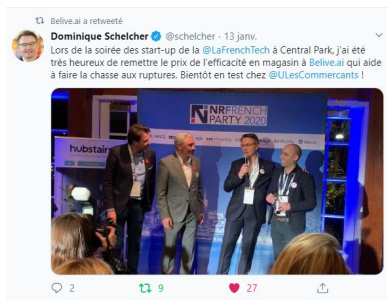 Belive.ai a retweeté
Dominique Schelcher @schelcher · 13 janv.
Lors de la soirée des start-up de la @LaFrenchTech à Central Park, j'ai été
très heureux de remettre le prix de l'efficacité en magasin à Belive.ai qui aide
à faire la chasse aux ruptures. Bientôt en test chez @ULesCommercants !
NRFRENCH
PARTY 2020
hubstairs
2 9 27